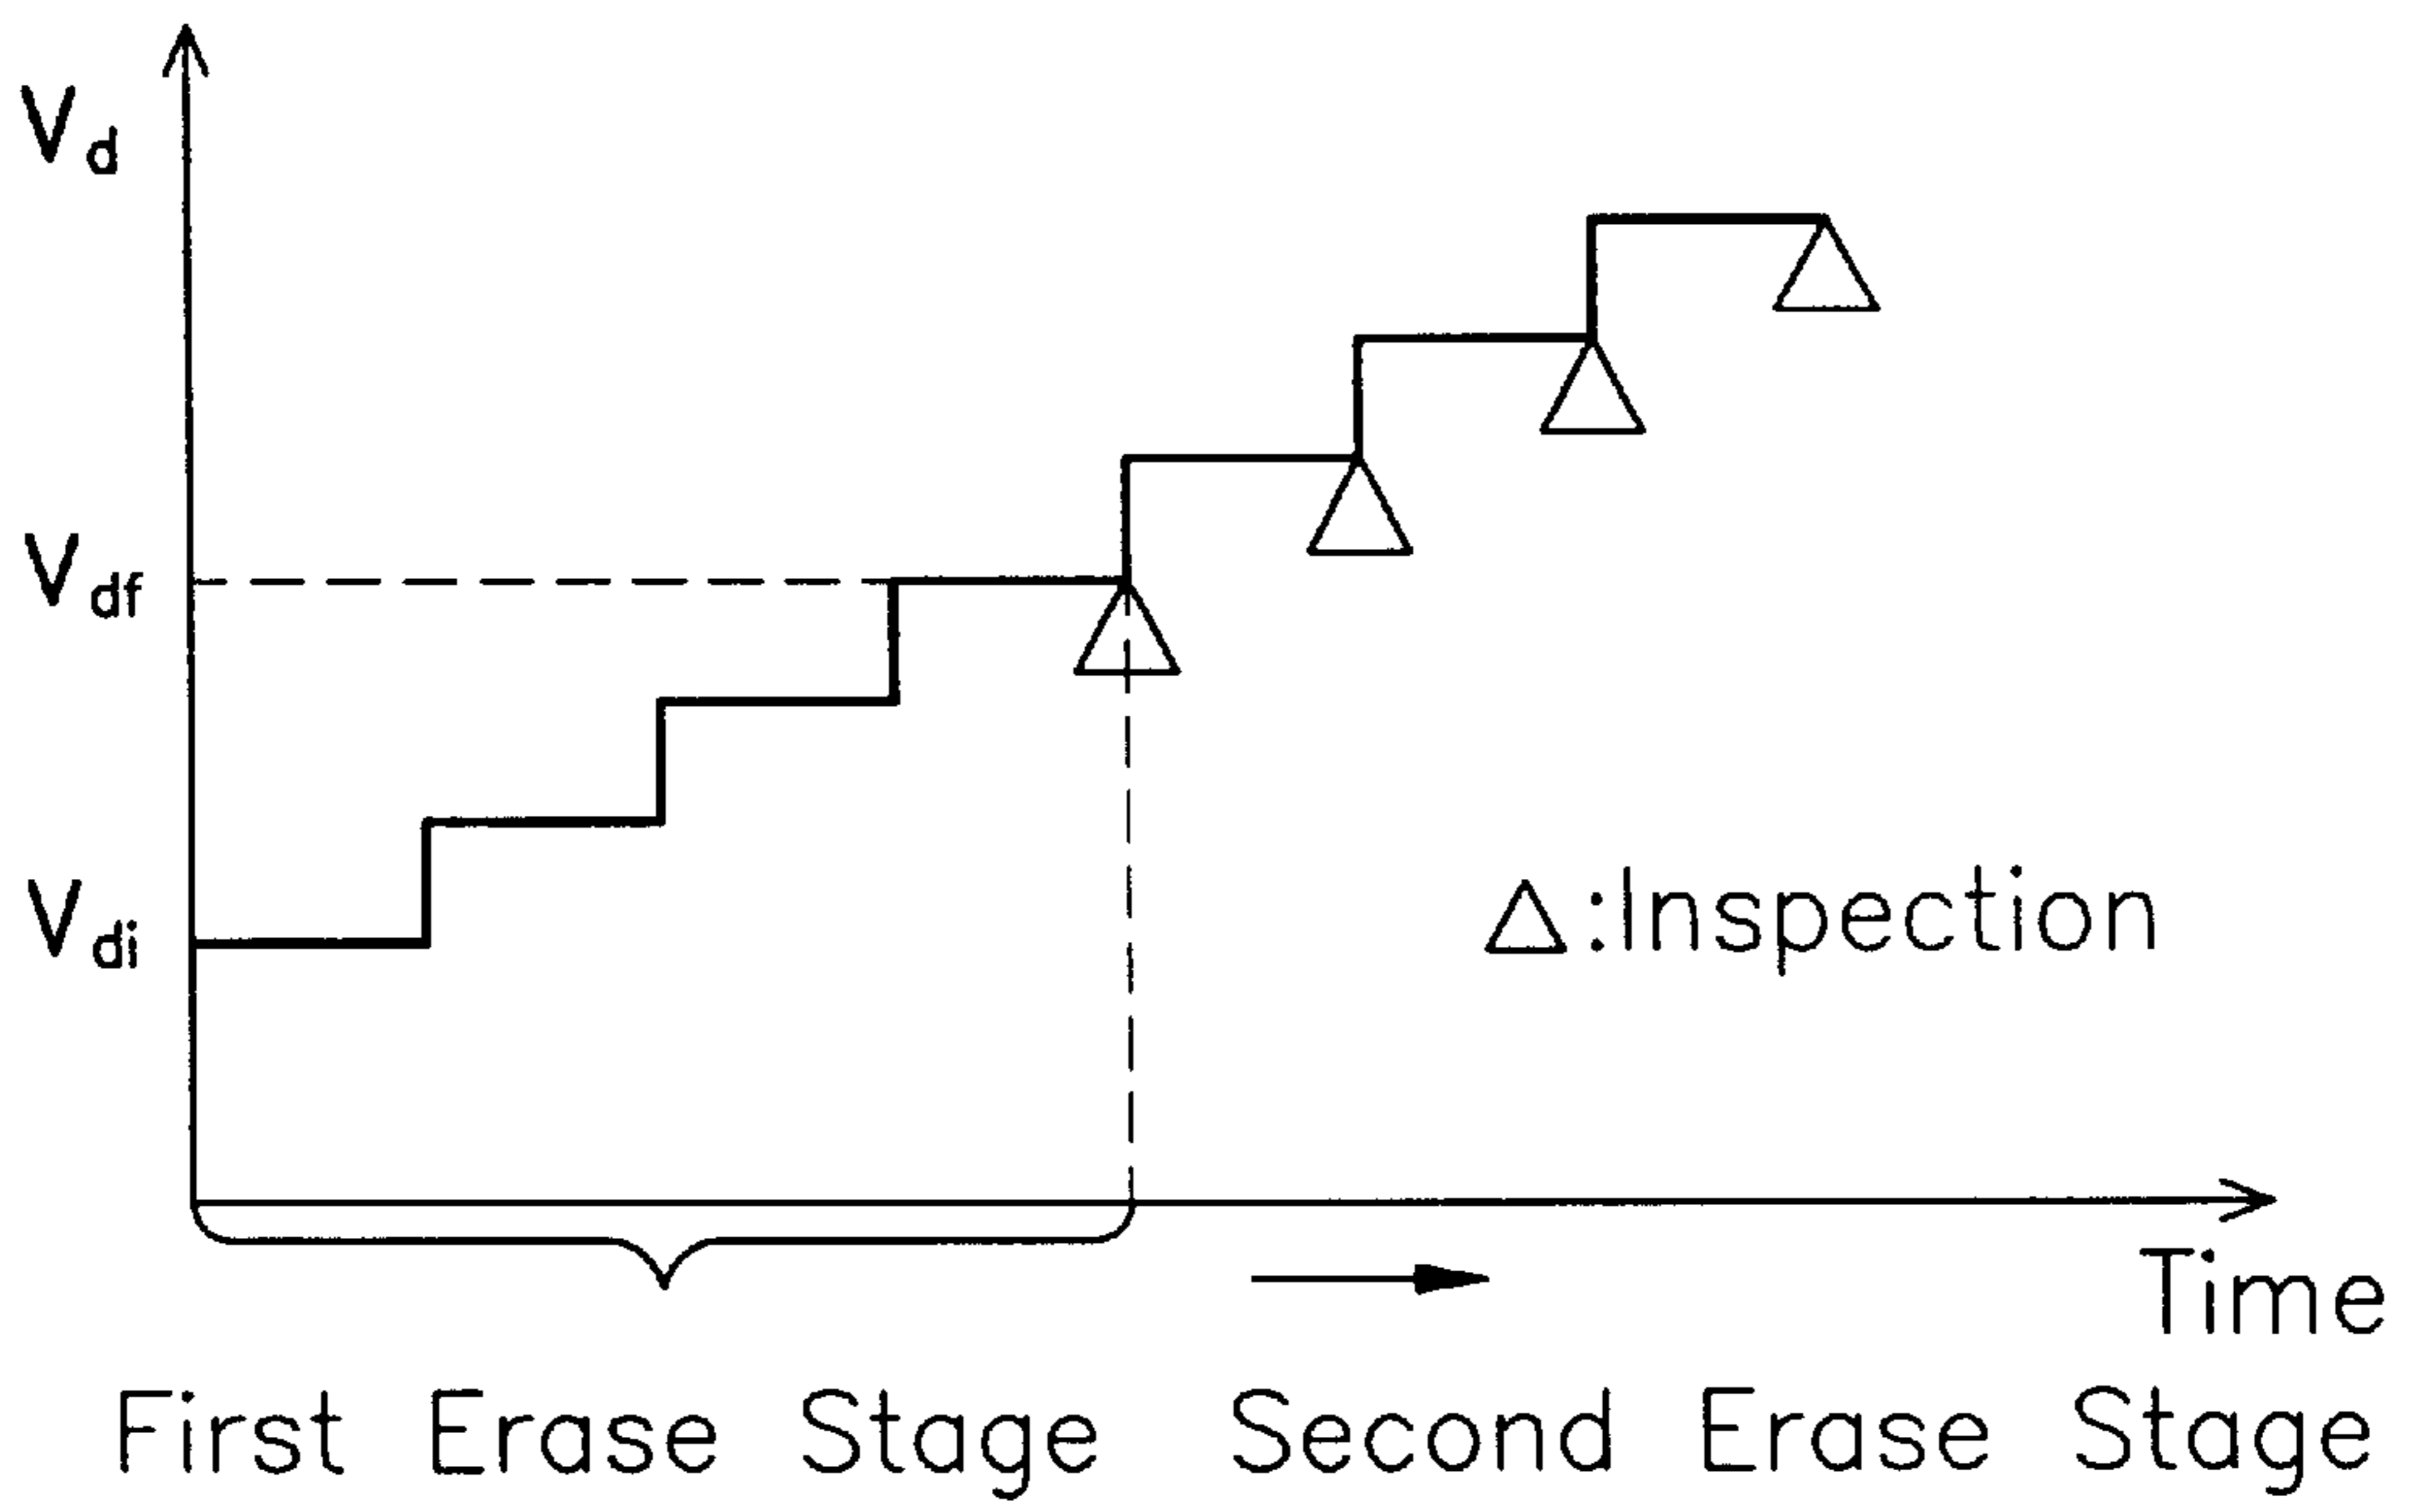 Vd
Vdf
Vdi
△:Inspection
Time
First Erase Stage Second Erase Stage